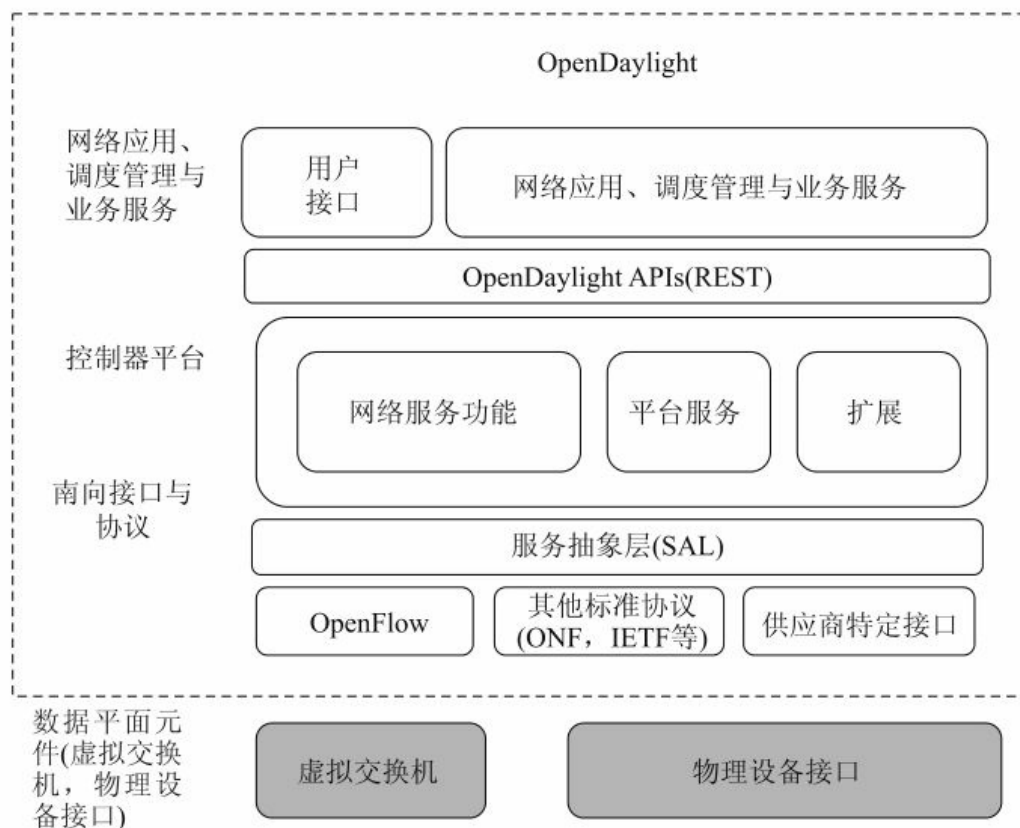 OpenDaylight
网络应用、
调度管理与
业务服务
用户
接口
网络应用、调度管理与业务服务
OpenDaylight APIs(REST)
控制器平台
网络服务功能
平台服务
扩展
南向接口与
协议
服务抽象层(SAL)
OpenFlow
其他标准协议
(ONF，IETF等)
供应商特定接口
数据平面元
件(虚拟交换
机，物理设
备接口)
虚拟交换机
物理设备接口